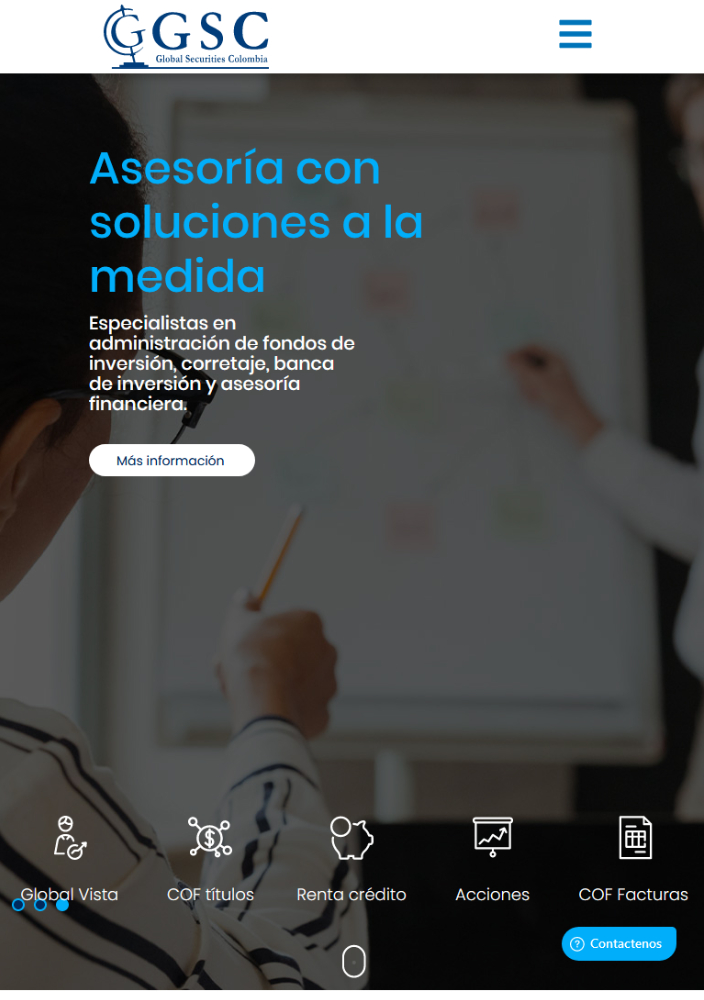 GGSC
Global Securities Colombia
Asesoría con
soluciones a la
medida
Especialistas en
administración de fondos de
inversión, corretaje, banca
de inversión y asesoría
financiera.
Más información
Global Vista
COF títulos
Renta crédito
Acciones
COF Facturas
? Contactenos